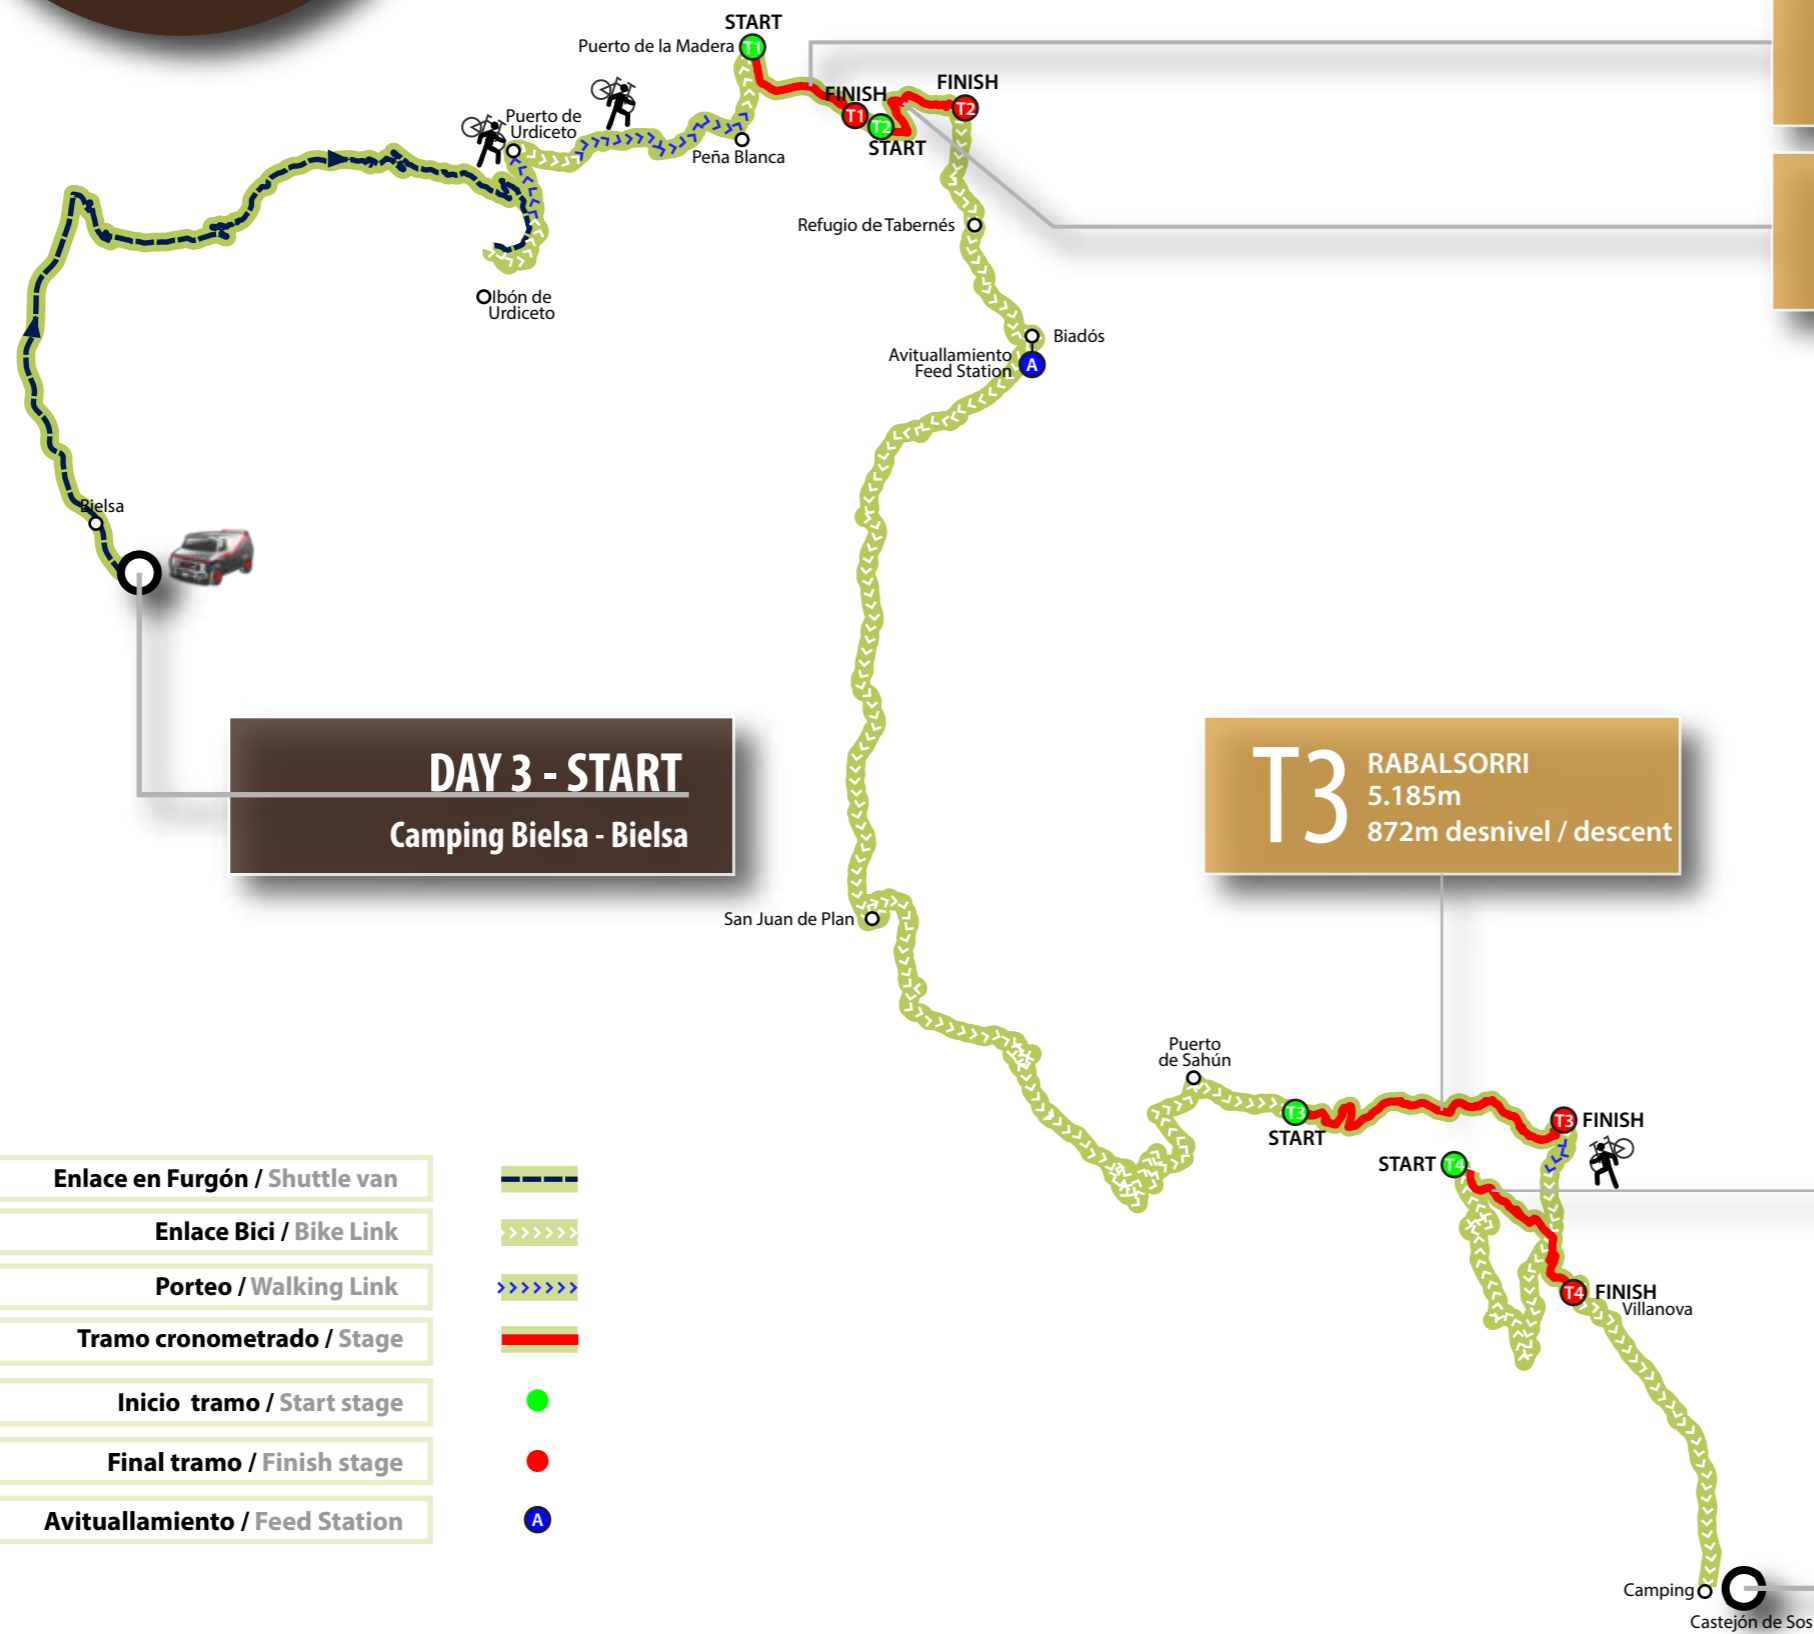 START
Puerto de la Madera
T1
FINISH
FINISH
T1
T2
T2
START
Puerto de
Urdiceto
Peña Blanca
Refugio de Tabernés
Ibón de
Urdiceto
Biadós
Avituallamiento
Feed Station
A
Bielsa
DAY 3 - START
Camping Bielsa - Bielsa
T3
RABALSORRI
5.185m
872m desnivel / descent
San Juan de Plan
Puerto
de Sahún
T3
START
T3
FINISH
START
T4
T4
FINISH
Villanova
Enlace en Furgón / Shuttle van
Enlace Bici / Bike Link
Porteo / Walking Link
Tramo cronometrado / Stage
Inicio tramo / Start stage
Final tramo / Finish stage
Avituallamiento / Feed Station
A
Camping
Castejón de Sos